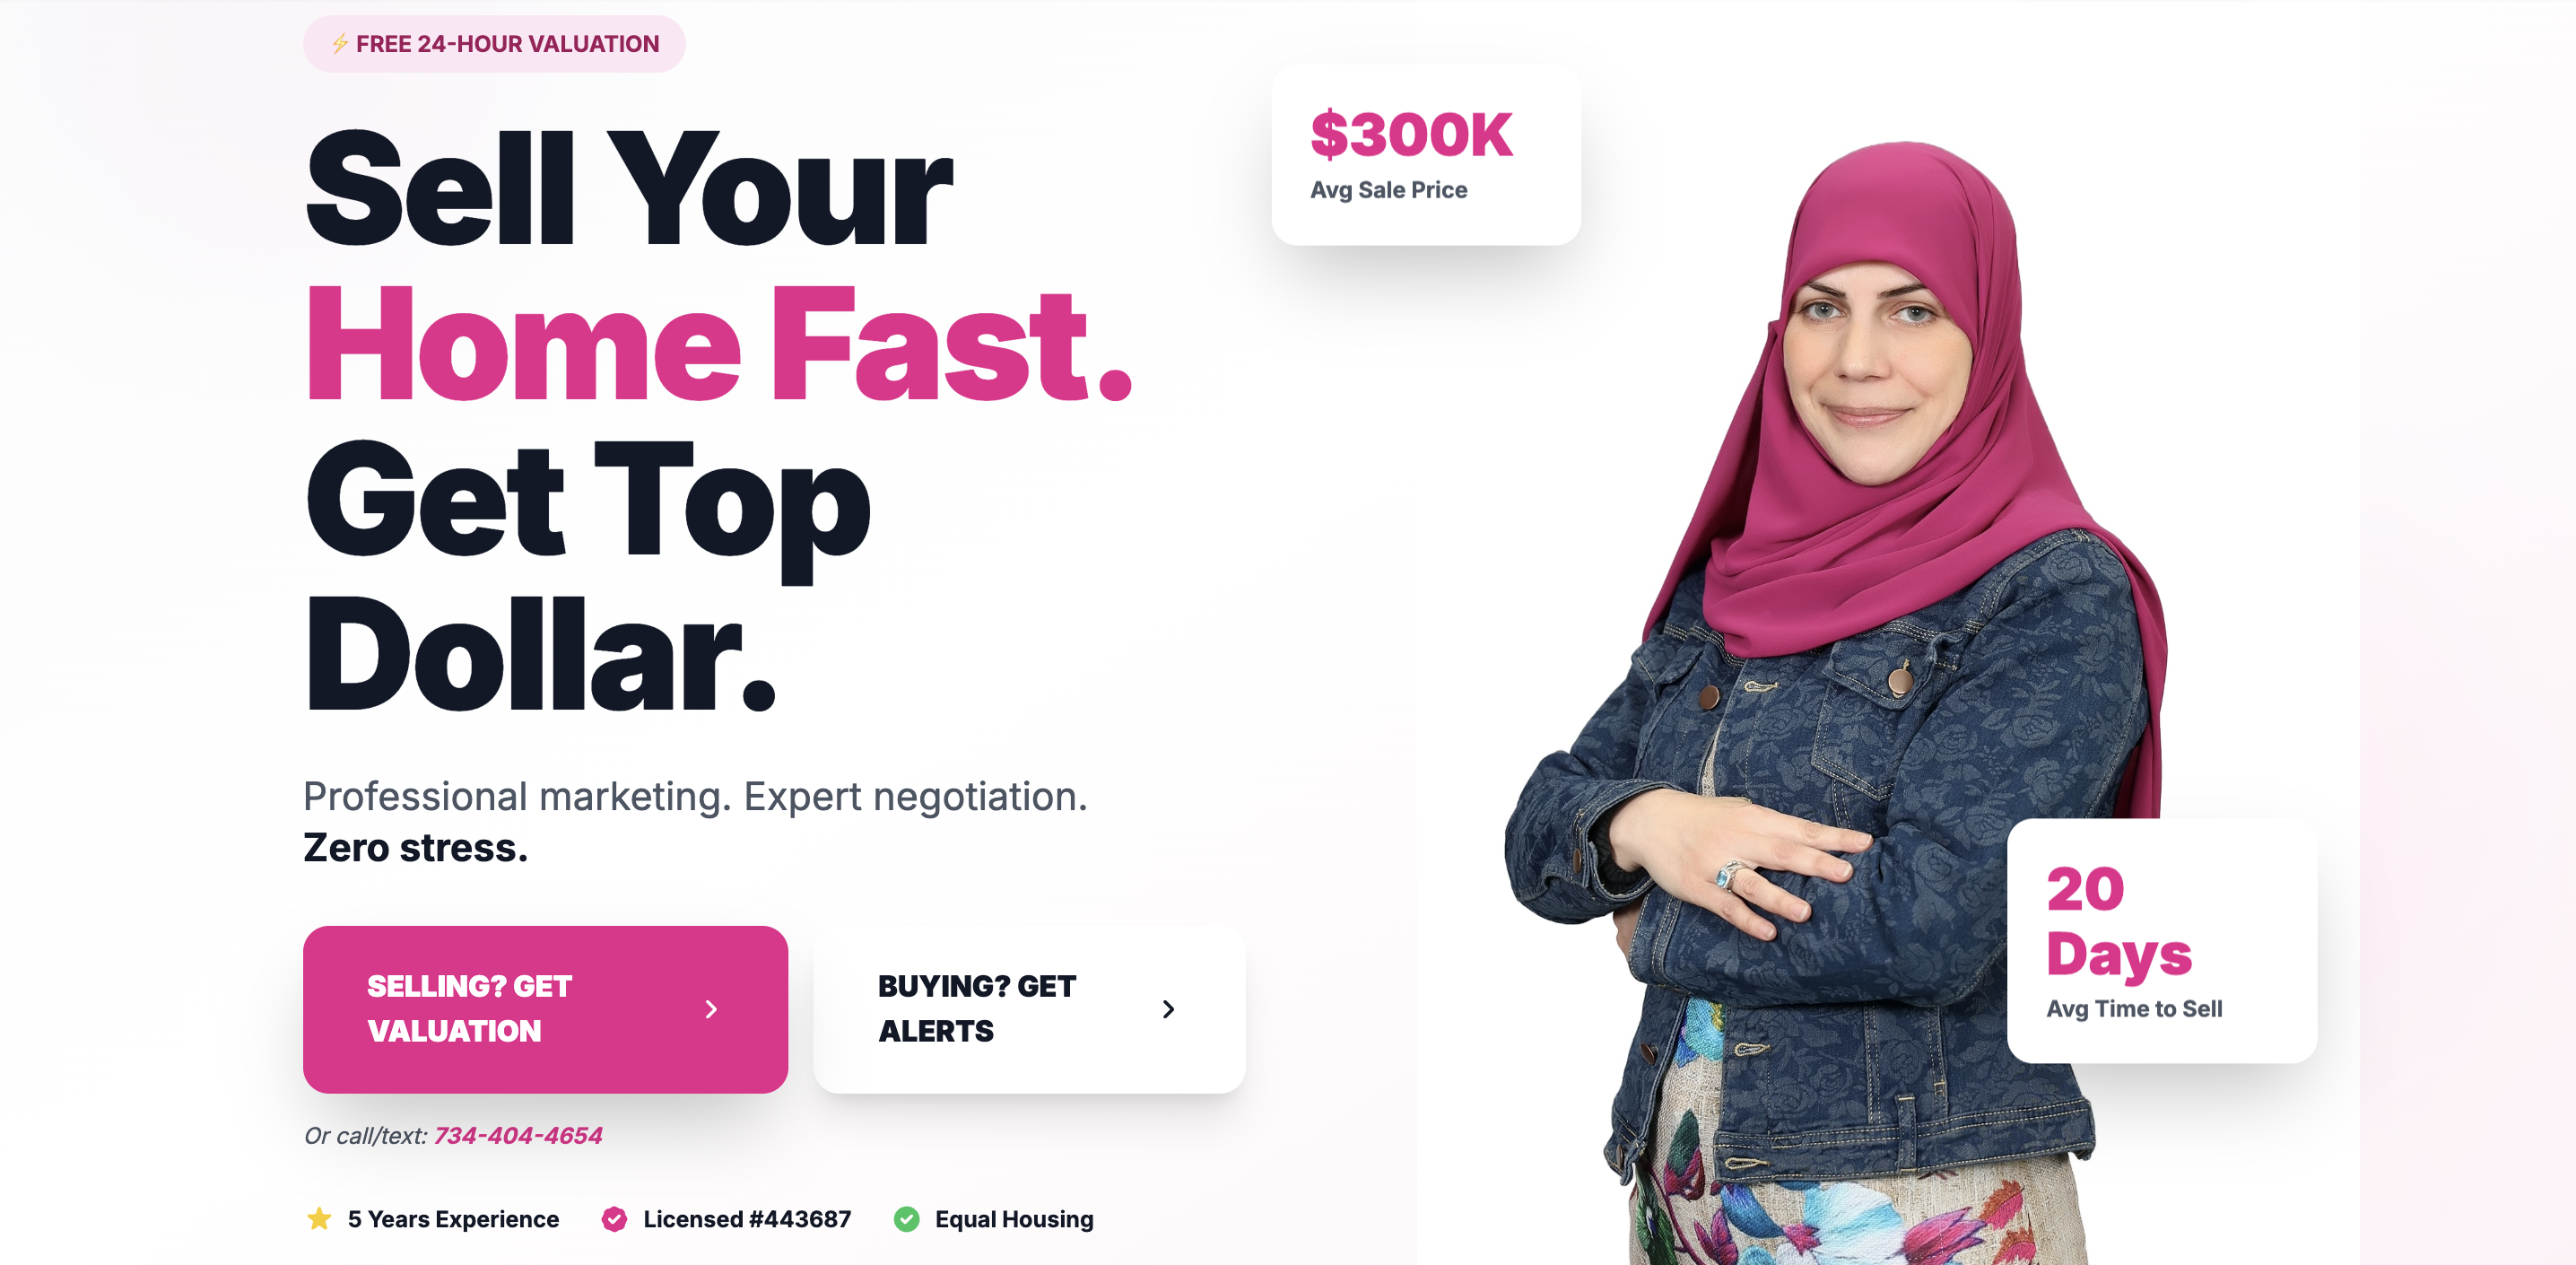 ⚡ FREE 24-HOUR VALUATION
Sell Your
Home Fast.
Get Top
Dollar.
Professional marketing. Expert negotiation.
Zero stress.
SELLING? GET
VALUATION
BUYING? GET
ALERTS
Or call/text: 734-404-4654
5 Years Experience
Licensed #443687
Equal Housing
$300K
Avg Sale Price
20
Days
Avg Time to Sell